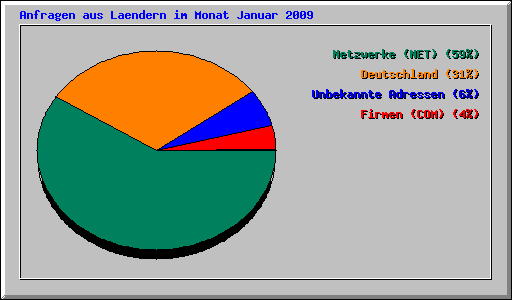 Anfragen aus Laendern im Monat Januar 2009
Netzwerke (NET) (59%)
Deutschland (31%)
Unbekannte Adressen (6%)
Firmen (COM) (4%)